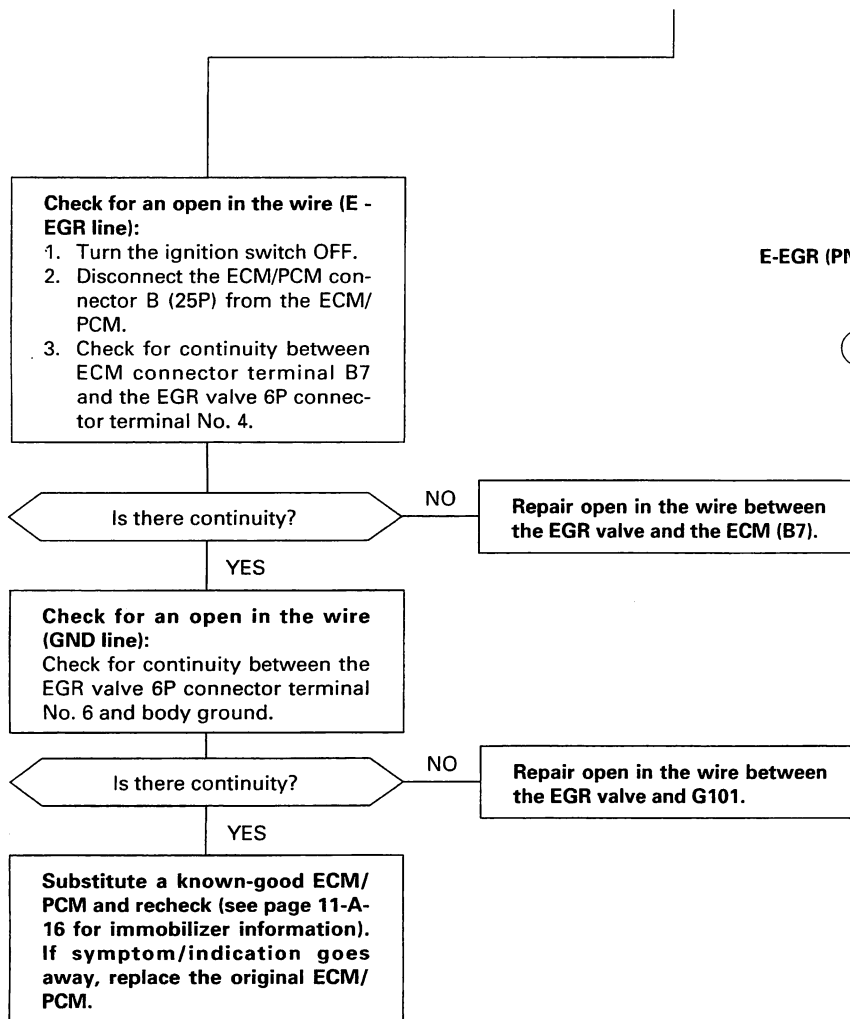 Check for an open in the wire (E -
EGR line):
1. Turn the ignition switch OFF.
2. Disconnect the ECM/PCM con-
nector B (25P) from the ECM/
PCM.
3. Check for continuity between
ECM connector terminal B7
and the EGR valve 6P connec-
tor terminal No. 4.
E-EGR (PN
Is there continuity?
NO
Repair open in the wire between
the EGR valve and the ECM (B7).
YES
Check for an open in the wire
(GND line):
Check for continuity between the
EGR valve 6P connector terminal
No. 6 and body ground.
Is there continuity?
NO
Repair open in the wire between
the EGR valve and G101.
YES
Substitute a known-good ECM/
PCM and recheck (see page 11-A-
16 for immobilizer information).
If symptom/indication goes
away, replace the original ECM/
PCM.